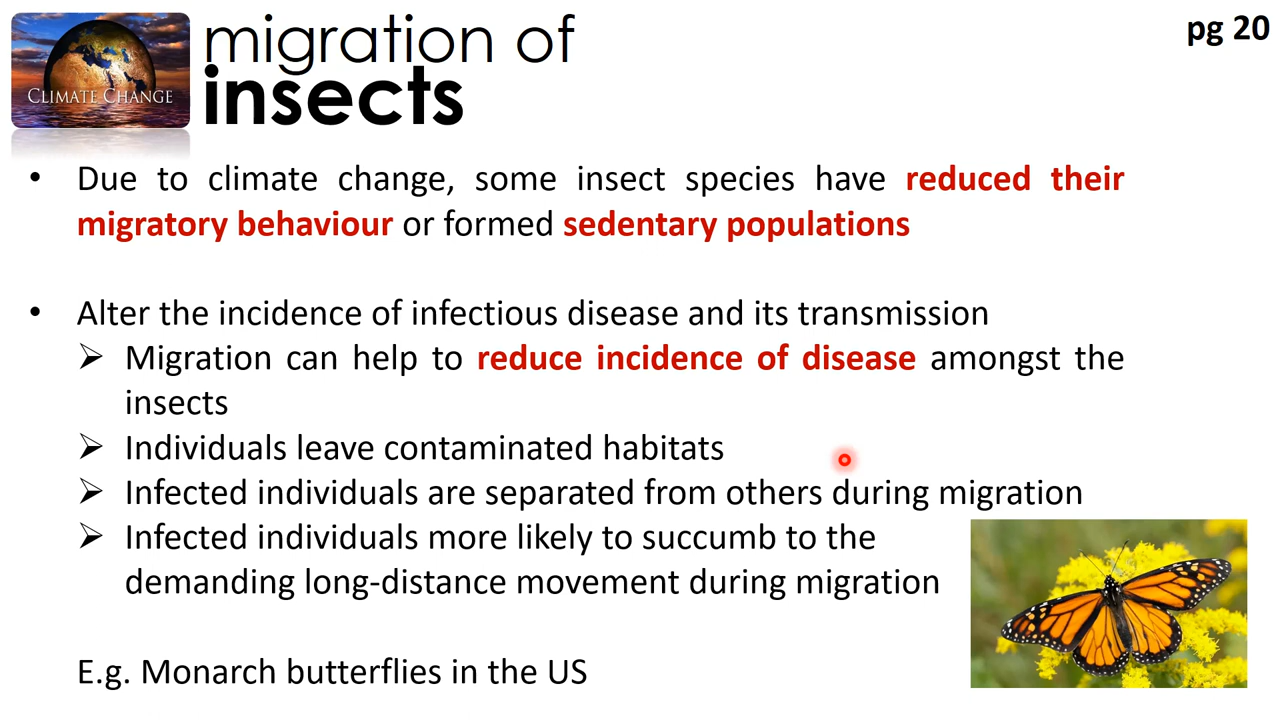 CLIMATE CHANGE
migration of
insects
pg 20
• Due to climate change, some insect species have reduced their
migratory behaviour or formed sedentary populations
• Alter the incidence of infectious disease and its transmission
➢ Migration can help to reduce incidence of disease amongst the
insects
➢ Individuals leave contaminated habitats
➢ Infected individuals are separated from others during migration
➢ Infected individuals more likely to succumb to the
demanding long-distance movement during migration
E.g. Monarch butterflies in the US